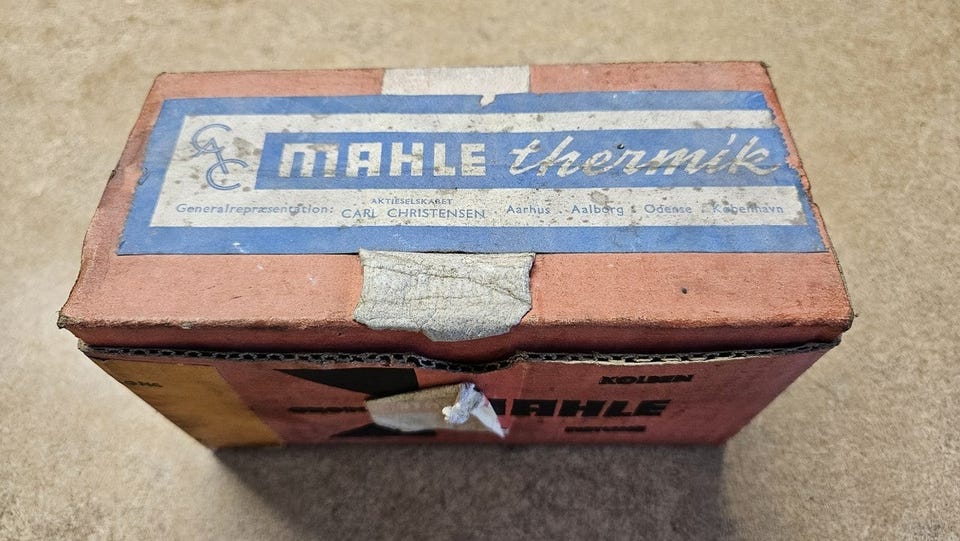 CAC
MAHLE thermik
AKTIESELSKABET
Generalrepræsentation: CARL CHRISTENSEN · Aarhus · Aalborg · Odense · København
KOLBEN
MAHLE